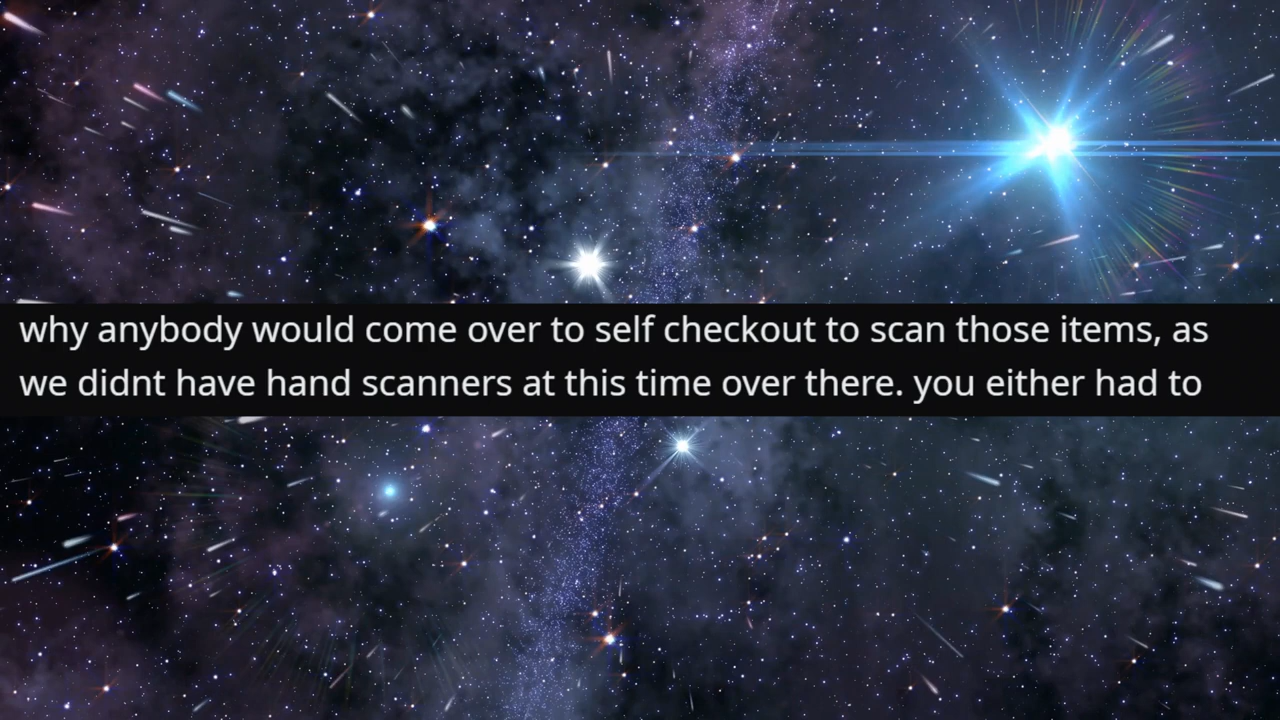 why anybody would come over to self checkout to scan those items, as
we didnt have hand scanners at this time over there. you either had to